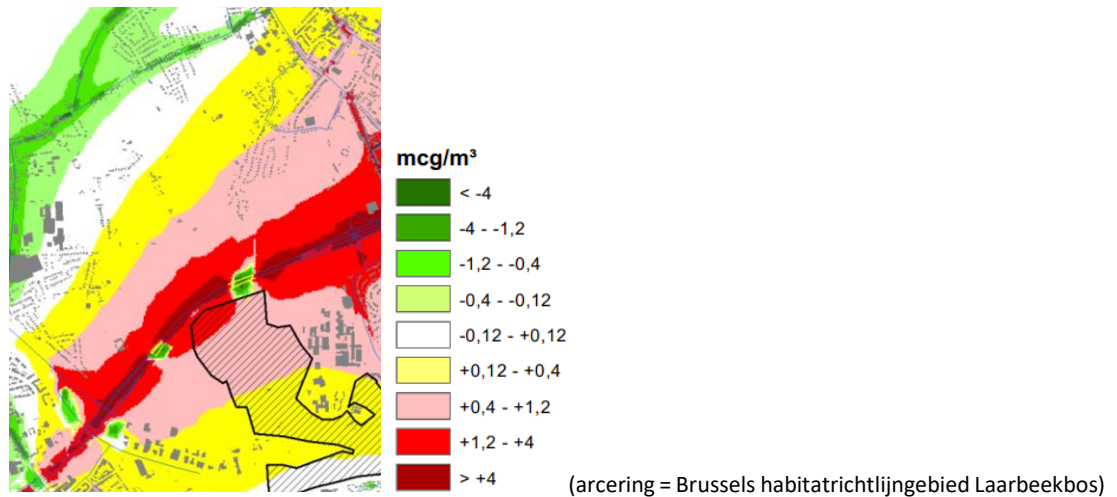 mcg/m³
< -4
-4 - -1,2
-1,2 - -0,4
-0,4 - -0,12
-0,12 - +0,12
+0,12 - +0,4
+0,4 - +1,2
+1,2 - +4
> +4
(arcering = Brussels habitatrichtlijngebied Laarbeekbos)